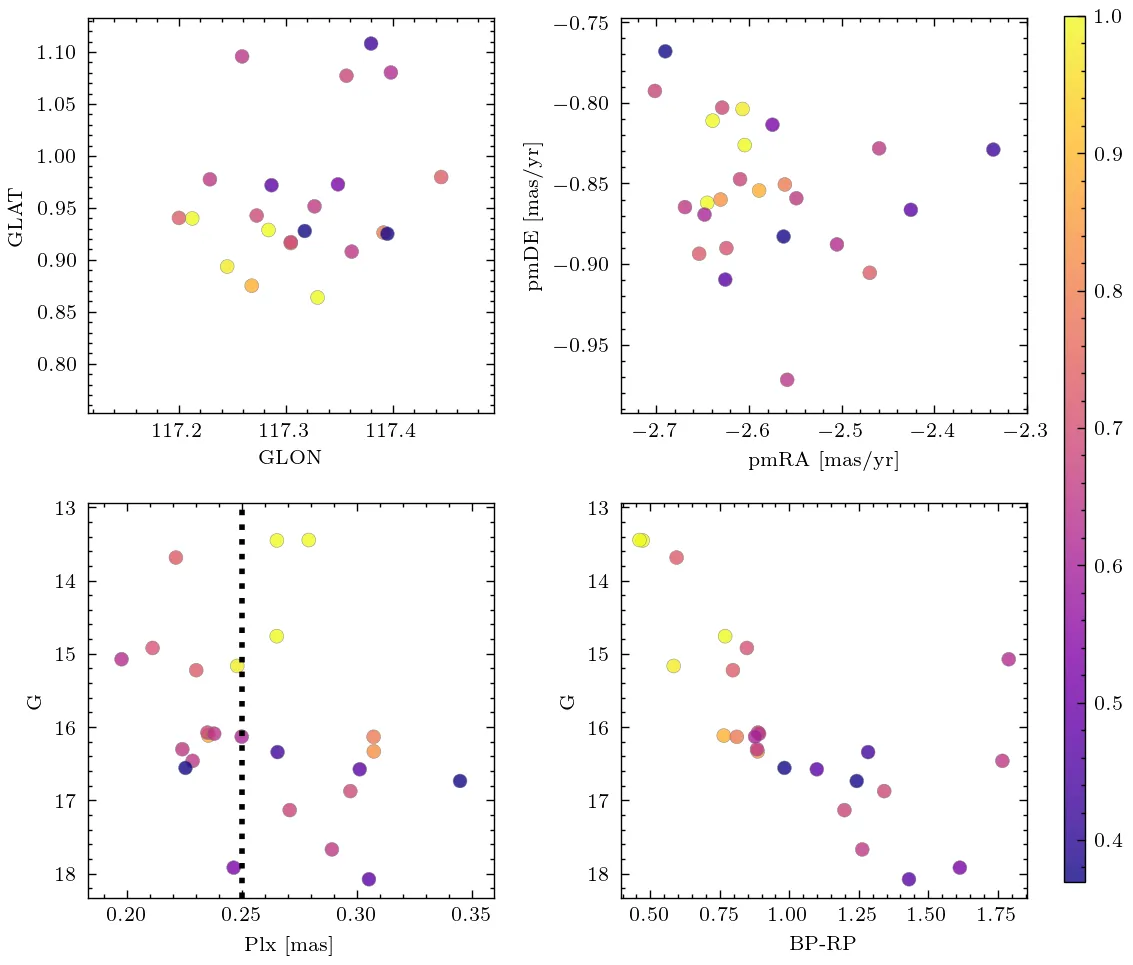 1.10
1.05
1.00
0.95
0.90
0.85
0.80
GLAT
117.2 117.3 117.4
GLON
−0.75
−0.80
−0.85
−0.90
−0.95
pmDE [mas/yr]
−2.7 −2.6 −2.5 −2.4 −2.3
pmRA [mas/yr]
13
14
15
16
17
18
G
0.20 0.25 0.30 0.35
Plx [mas]
13
14
15
16
17
18
G
0.50 0.75 1.00 1.25 1.50 1.75
BP-RP
1.0
0.9
0.8
0.7
0.6
0.5
0.4